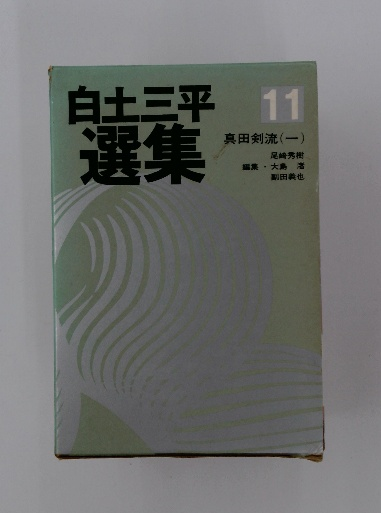 白土三平
選集
11
真田剣流(一)
尾崎秀樹
編集・大島 渚
副田義也